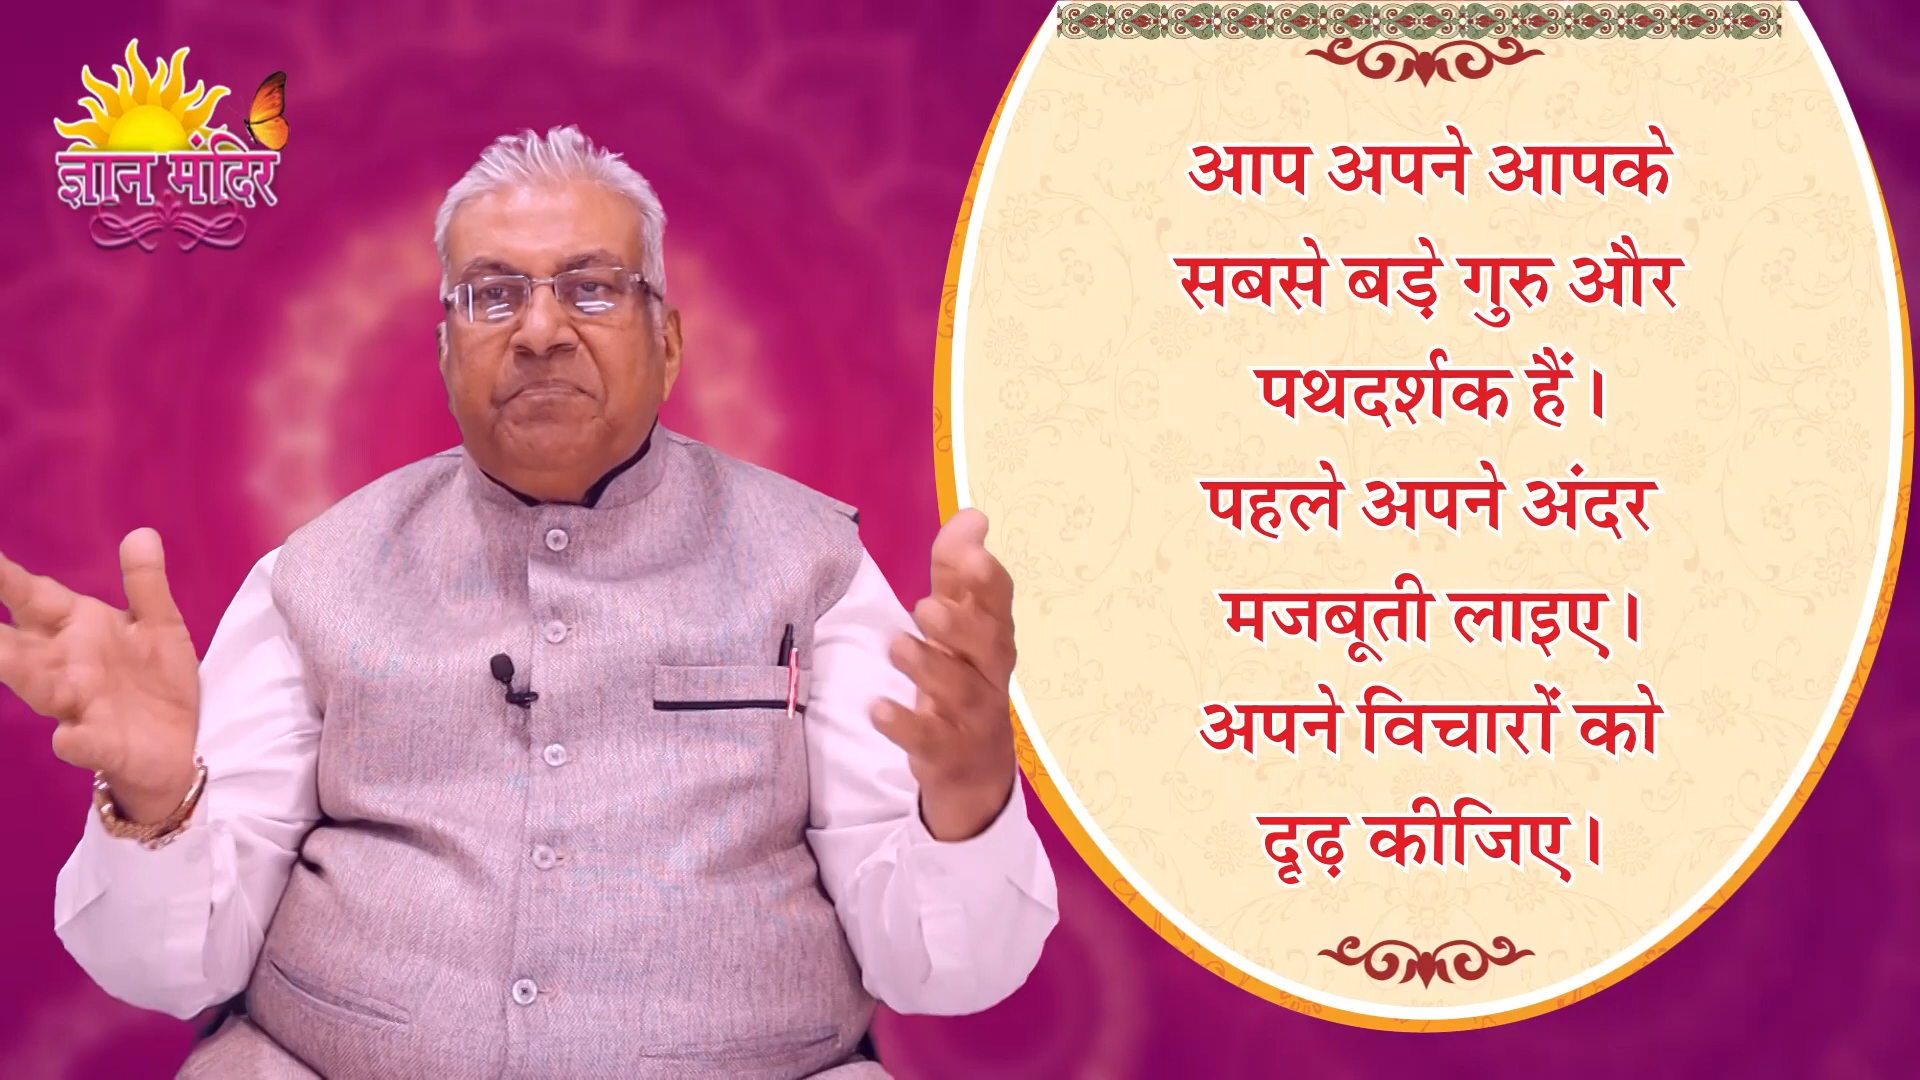 ज्ञान मंदिर
आप अपने आपके
सबसे बड़े गुरु और
पथदर्शक हैं।
पहले अपने अंदर
मजबूती लाइए।
अपने विचारों को
दृढ़ कीजिए।